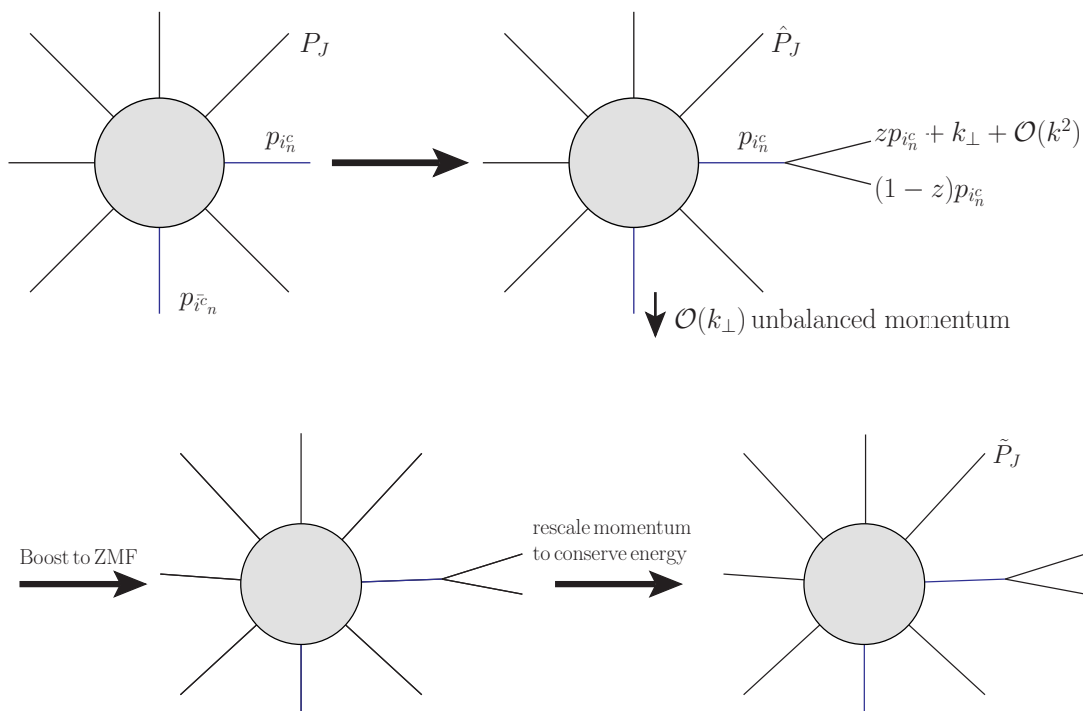 $P_J$
$p_{i_n^c}$
$p_{\bar{i^c}_n}$
$\hat{P}_J$
$p_{i_n^c}$
$zp_{i_n^c} + k_\perp + \mathcal{O}(k^2)$
$(1-z)p_{i_n^c}$
$\mathcal{O}(k_\perp)$ unbalanced momentum
Boost to ZMF
rescale momentum
to conserve energy
$\tilde{P}_J$